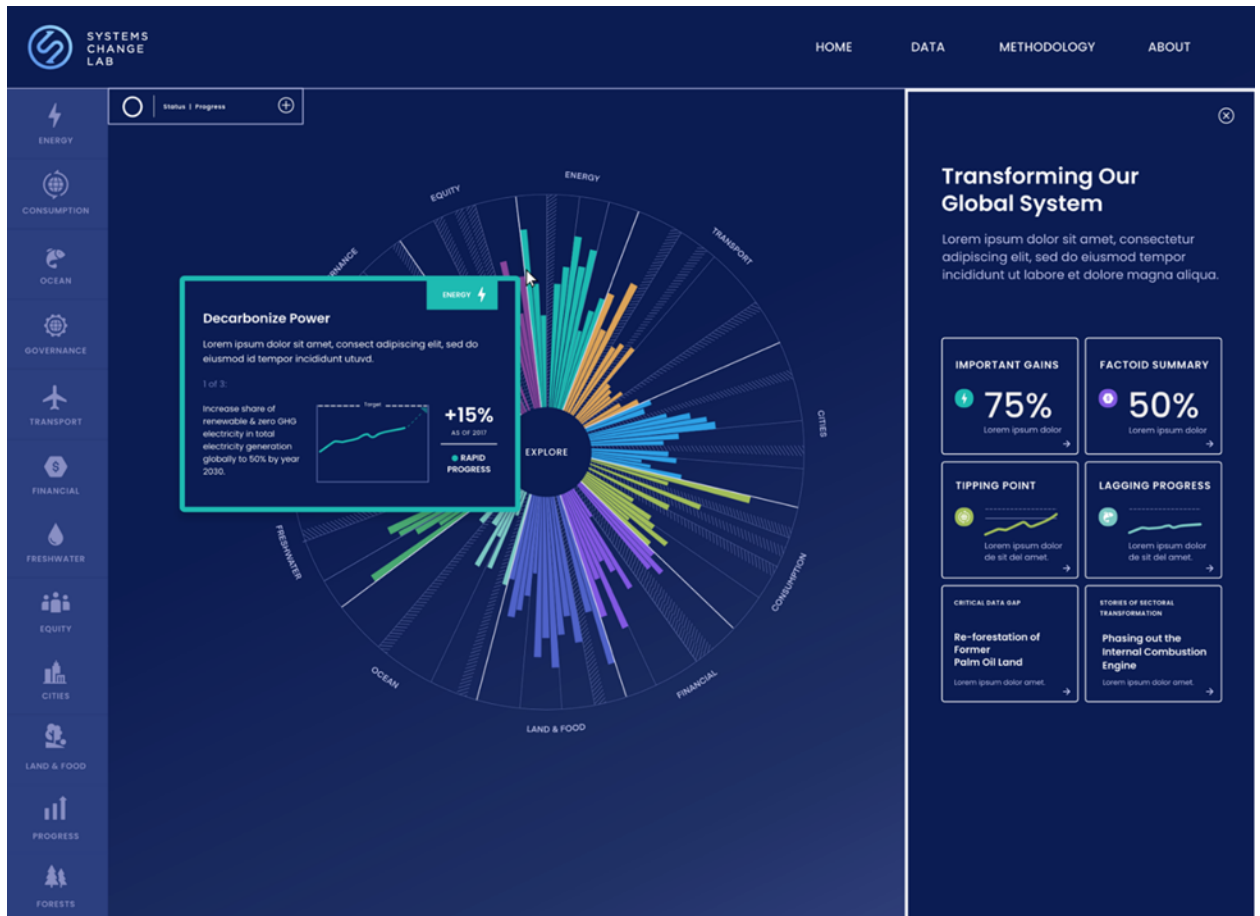 SYSTEMS
CHANGE
LAB
HOME
DATA
METHODOLOGY
ABOUT
ENERGY
CONSUMPTION
OCEAN
GOVERNANCE
TRANSPORT
FINANCIAL
FRESHWATER
EQUITY
CITIES
LAND & FOOD
PROGRESS
FORESTS
Status | Progress
EQUITY
ENERGY
TRANSPORT
CITIES
CONSUMPTION
FINANCIAL
LAND & FOOD
OCEAN
FRESHWATER
EXPLORE
ENERGY
Decarbonize Power
Lorem ipsum dolor sit amet, consect adipiscing elit, sed do
eiusmod id tempor incididunt utuvd.
1 of 3:
Increase share of
renewable & zero GHG
electricity in total
electricity generation
globally to 50% by year
2030.
Target
+15%
AS OF 2017
RAPID
PROGRESS
Transforming Our
Global System
Lorem ipsum dolor sit amet, consectetur
adipiscing elit, sed do eiusmod tempor
incididunt ut labore et dolore magna aliqua.
IMPORTANT GAINS
75%
Lorem ipsum dolor
FACTOID SUMMARY
50%
Lorem ipsum dolor
TIPPING POINT
Lorem ipsum dolor
de sit del amet.
LAGGING PROGRESS
Lorem ipsum dolor
de sit del amet.
CRITICAL DATA GAP
Re-forestation of
Former
Palm Oil Land
Lorem ipsum dolor amet.
STORIES OF SECTORAL
TRANSFORMATION
Phasing out the
Internal Combustion
Engine
Lorem ipsum dolor amet.